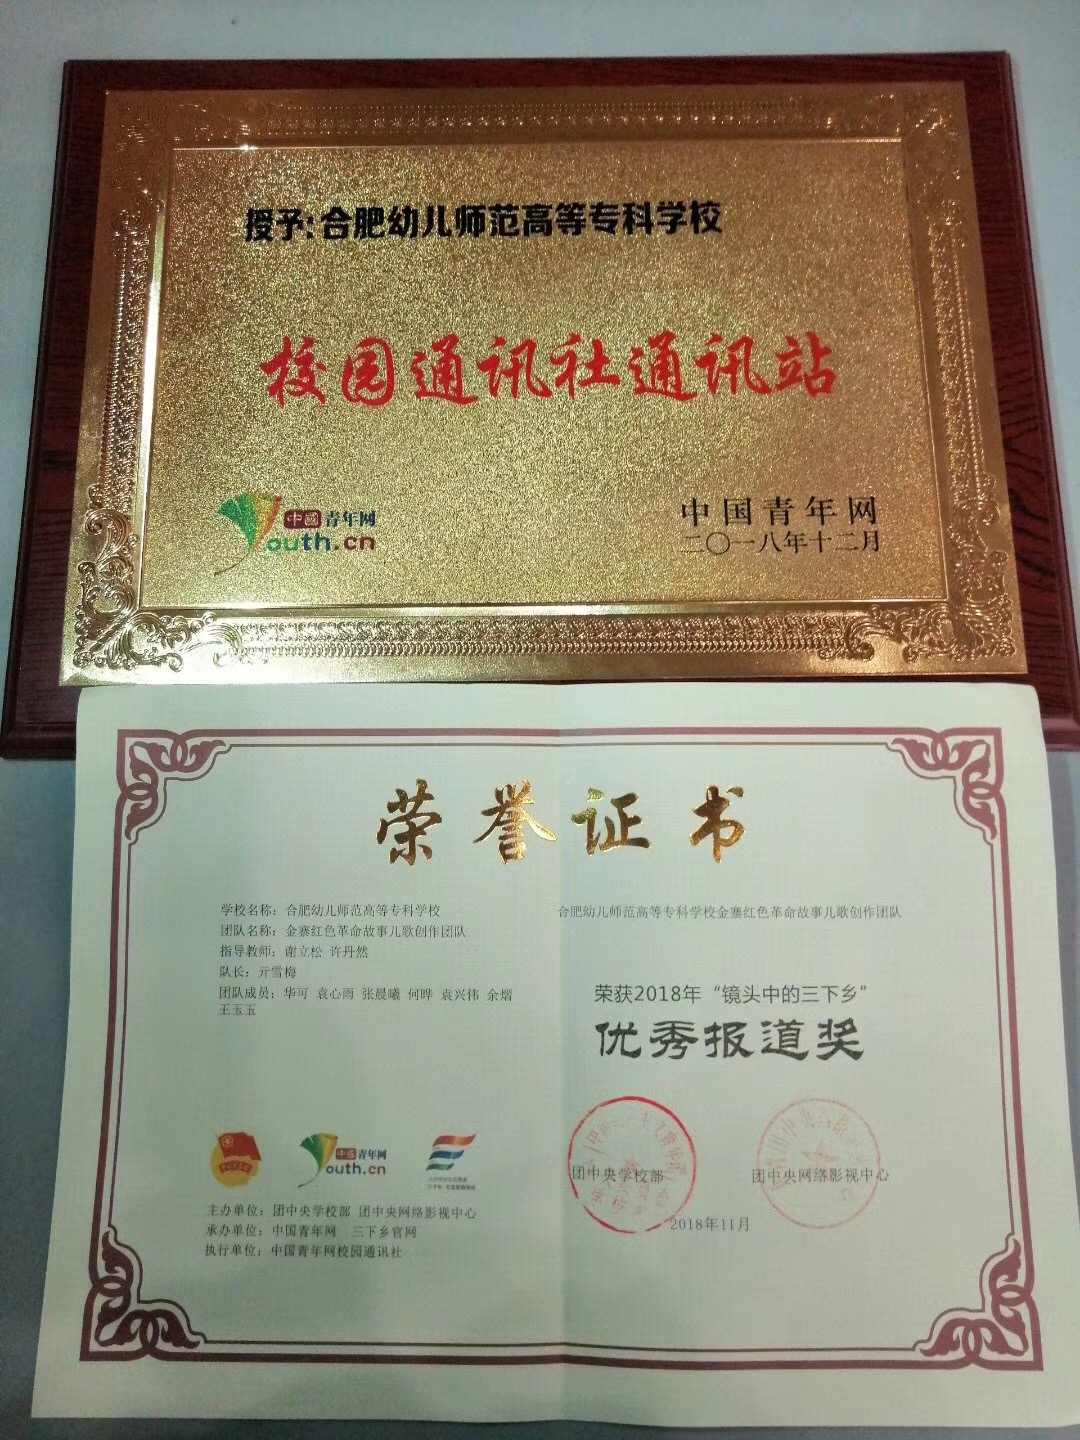 授予:合肥幼儿师范高等专科学校
校园通讯社通讯站
中國青年网
Youth.cn
中国青年网
二〇一八年十二月
荣誉证书
学校名称：合肥幼儿师范高等专科学校
团队名称：金寨红色革命故事儿歌创作团队
指导教师：谢立松 许丹然
队长：亓雪梅
团队成员：华可 袁心雨 张晨曦 何晔 袁兴伟 余熠
王玉玉
合肥幼儿师范高等专科学校金寨红色革命故事儿歌创作团队
荣获2018年“镜头中的三下乡”
优秀报道奖
中國青年网
Youth.cn
团中央学校部
团中央网络影视中心
2018年11月
主办单位：团中央学校部 团中央网络影视中心
承办单位：中国青年网 三下乡官网
执行单位：中国青年网校园通讯社